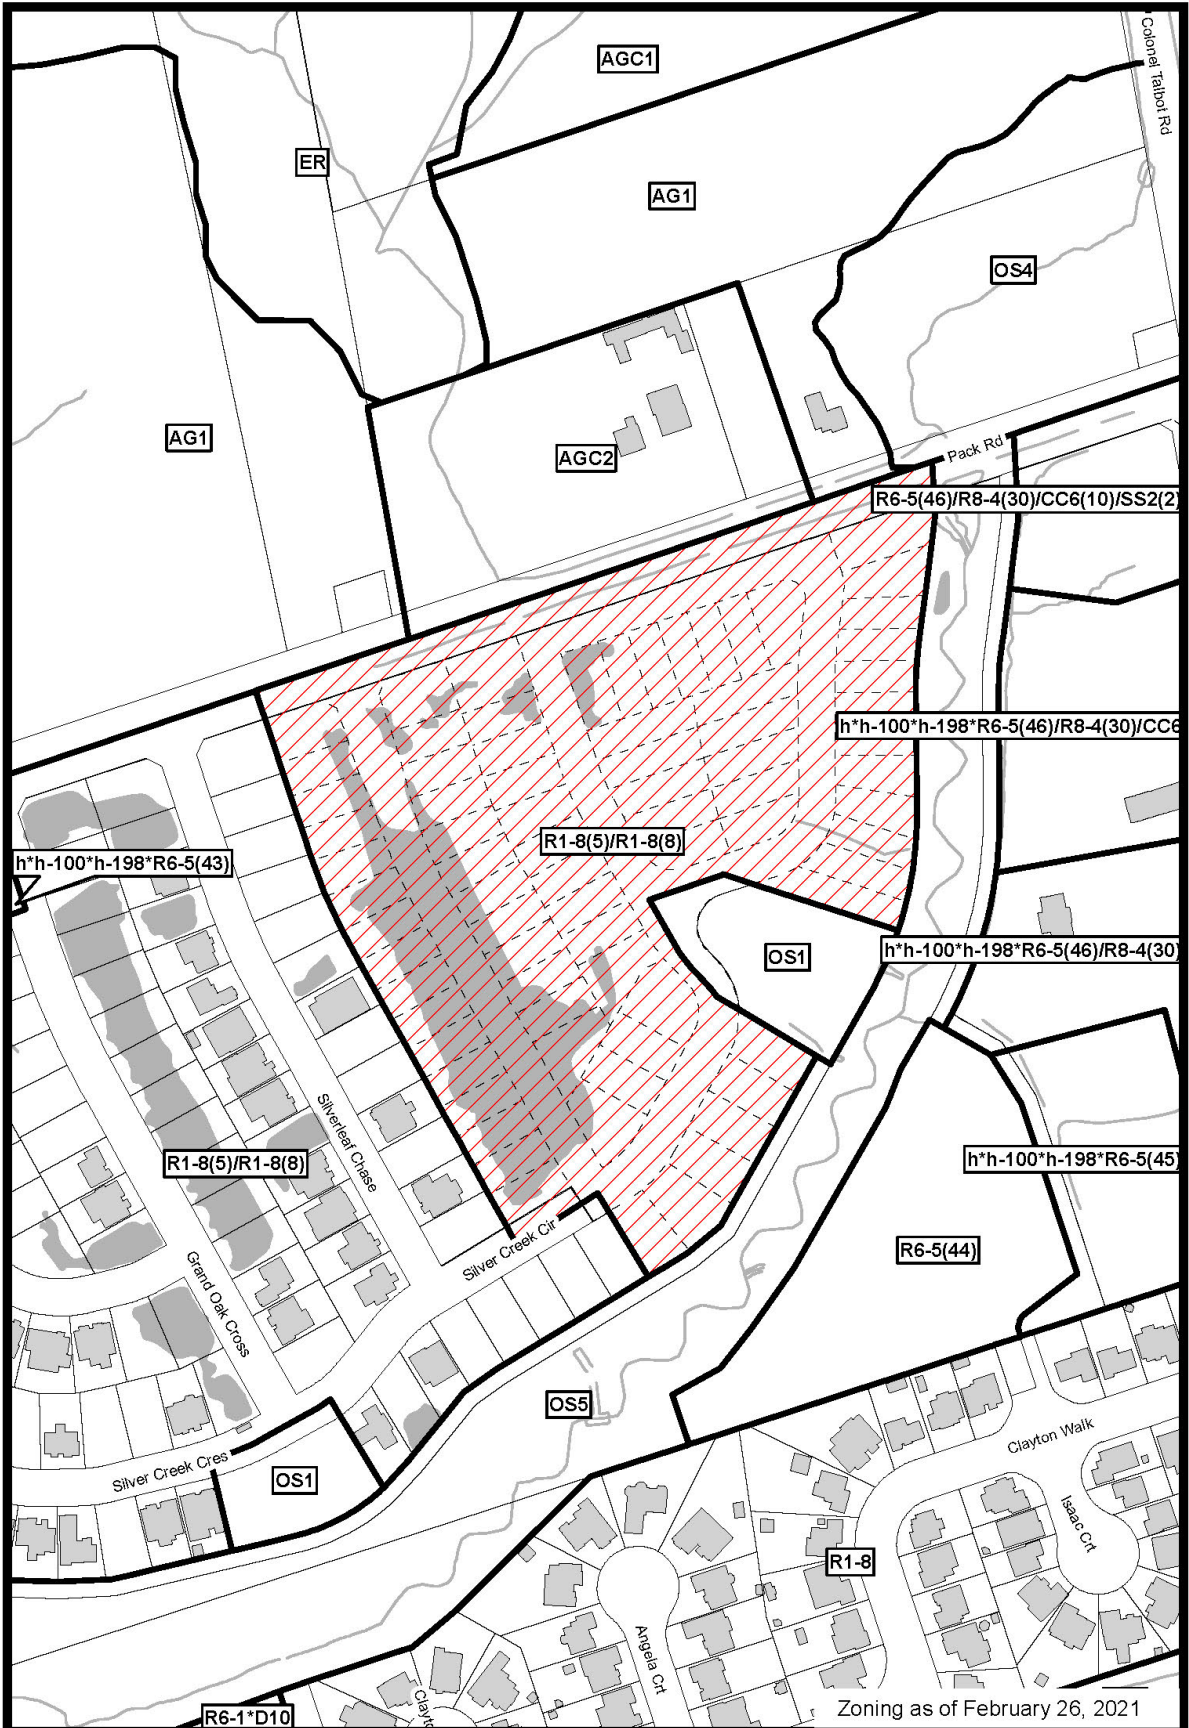 AGC1
Colonel Talbot Rd
ER
AG1
OS4
AG1
AGC2
Pack Rd
R6-5(46)/R8-4(30)/CC6(10)/SS2(2)
h*h-100*h-198*R6-5(46)/R8-4(30)/CC6
R1-8(5)/R1-8(8)
h*h-100*h-198*R6-5(43)
h*h-100*h-198*R6-5(46)/R8-4(30)
OS1
Silverleaf Chase
h*h-100*h-198*R6-5(45)
R1-8(5)/R1-8(8)
Silver Creek Cir
R6-5(44)
Grand Oak Cross
OS5
Clayton Walk
Silver Creek Cres
OS1
Isaac Crt
R1-8
Angela Crt
Clayto
R6-1*D10
Zoning as of February 26, 2021